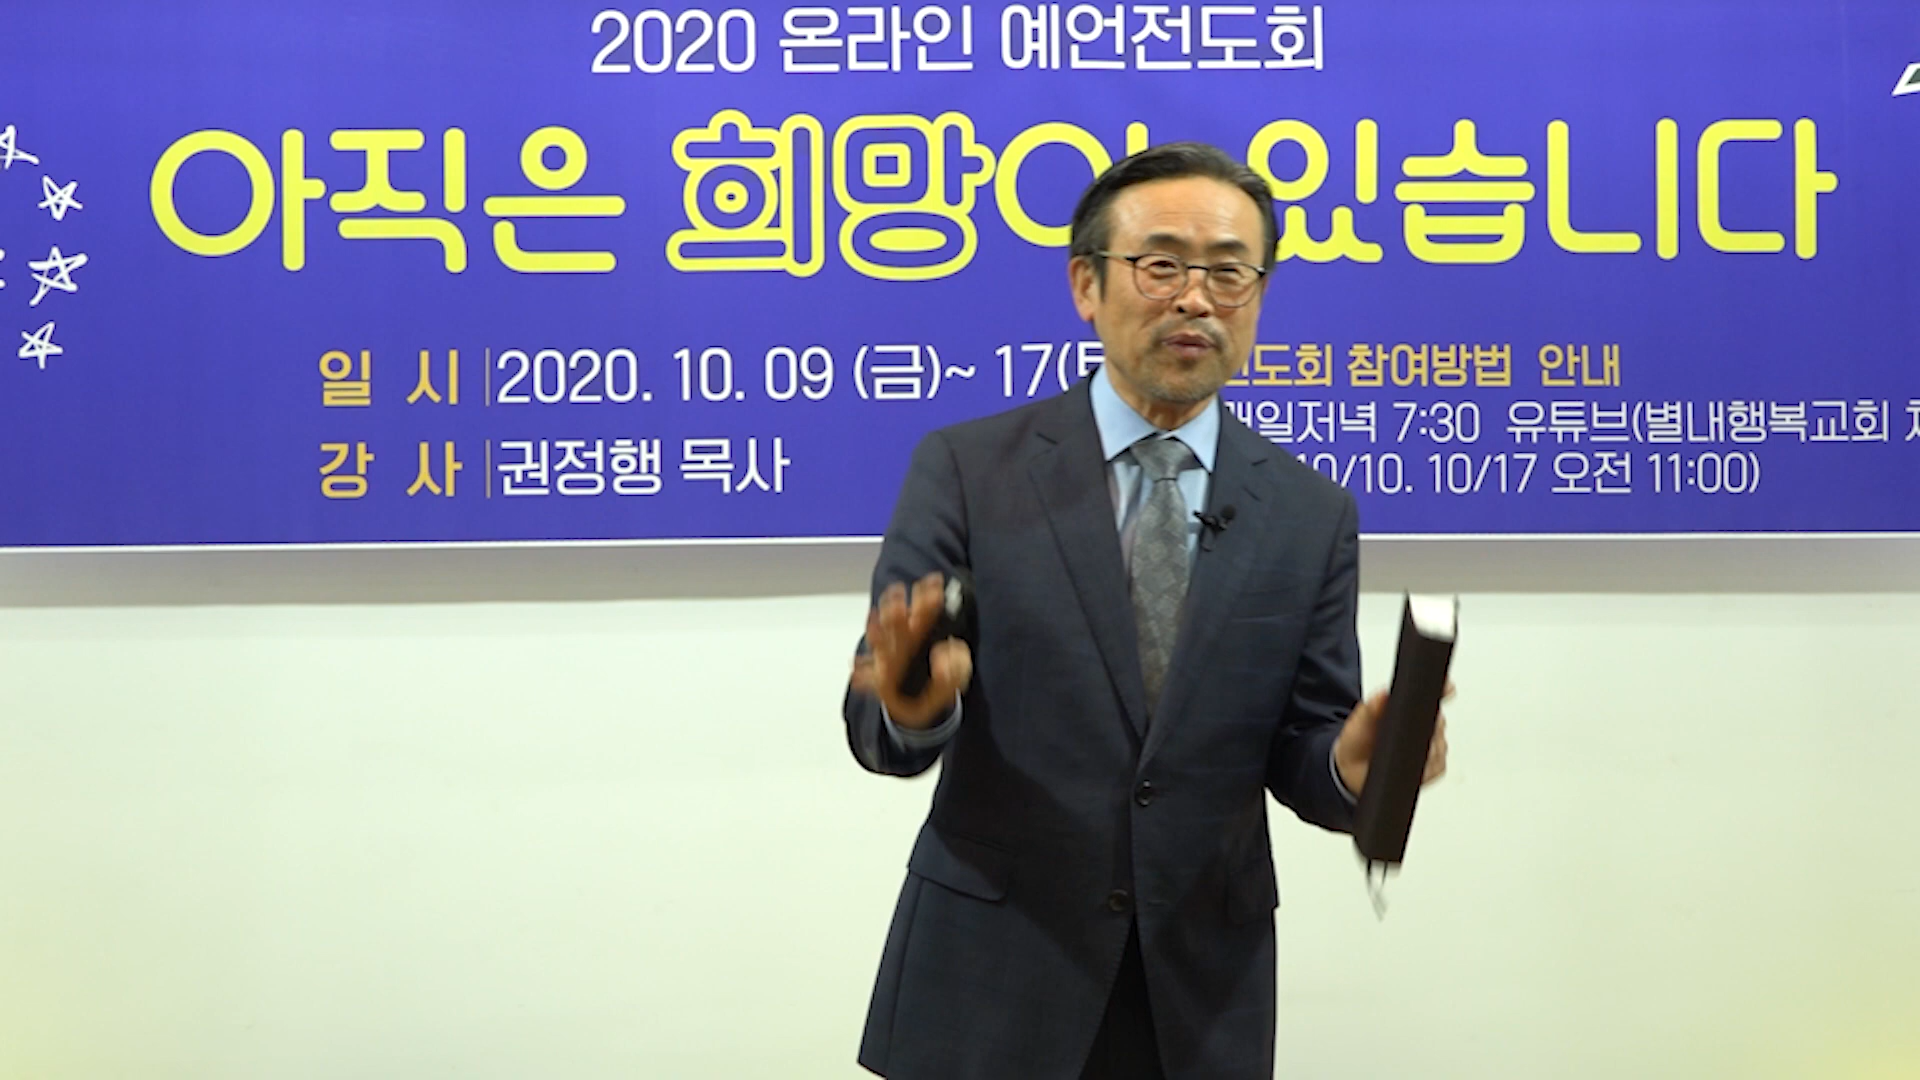 2020 온라인 예언전도회
아직은 희망이 있습니다
일 시 2020. 10. 09 (금)~ 17(토
강 사 권정행 목사
전도회 참여방법 안내
매일저녁 7:30 유튜브(별내행복교회
10/10. 10/17 오전 11:00)